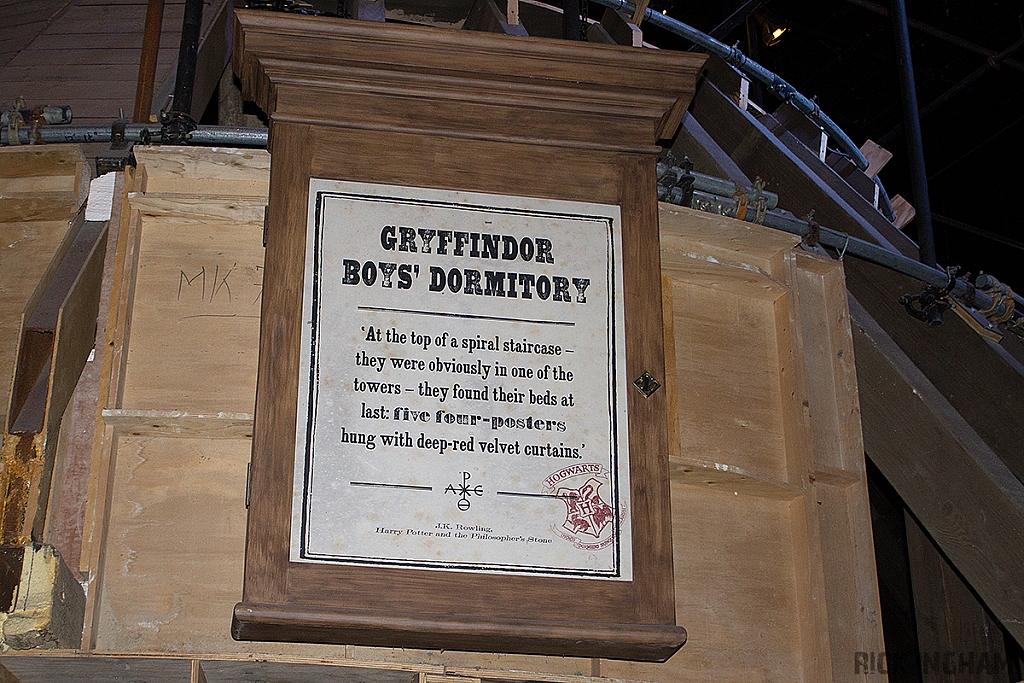 GRYFFINDOR
BOYS' DORMITORY
'At the top of a spiral staircase –
they were obviously in one of the
towers – they found their beds at
last: five four-posters
hung with deep-red velvet curtains.'
J.K. Rowling,
Harry Potter and the Philosopher's Stone
HOGWARTS
H
MK